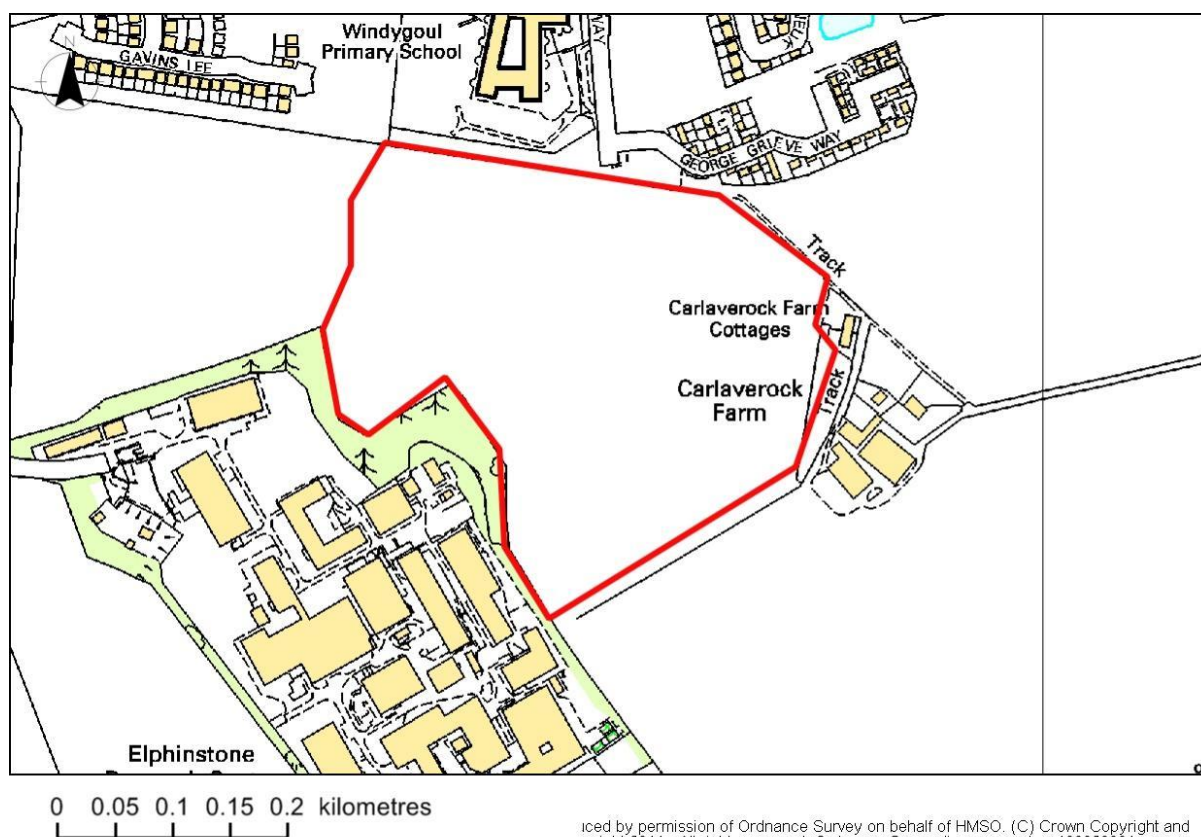 Windygoul
Primary School
WAY
GAVINS LEE
N
GEORGE GRIEVE WAY
Track
Carlaverock Farm
Cottages
Carlaverock
Farm
Track
Elphinstone
0 0.05 0.1 0.15 0.2 kilometres
iced by permission of Ordnance Survey on behalf of HMSO. (C) Crown Copyright and